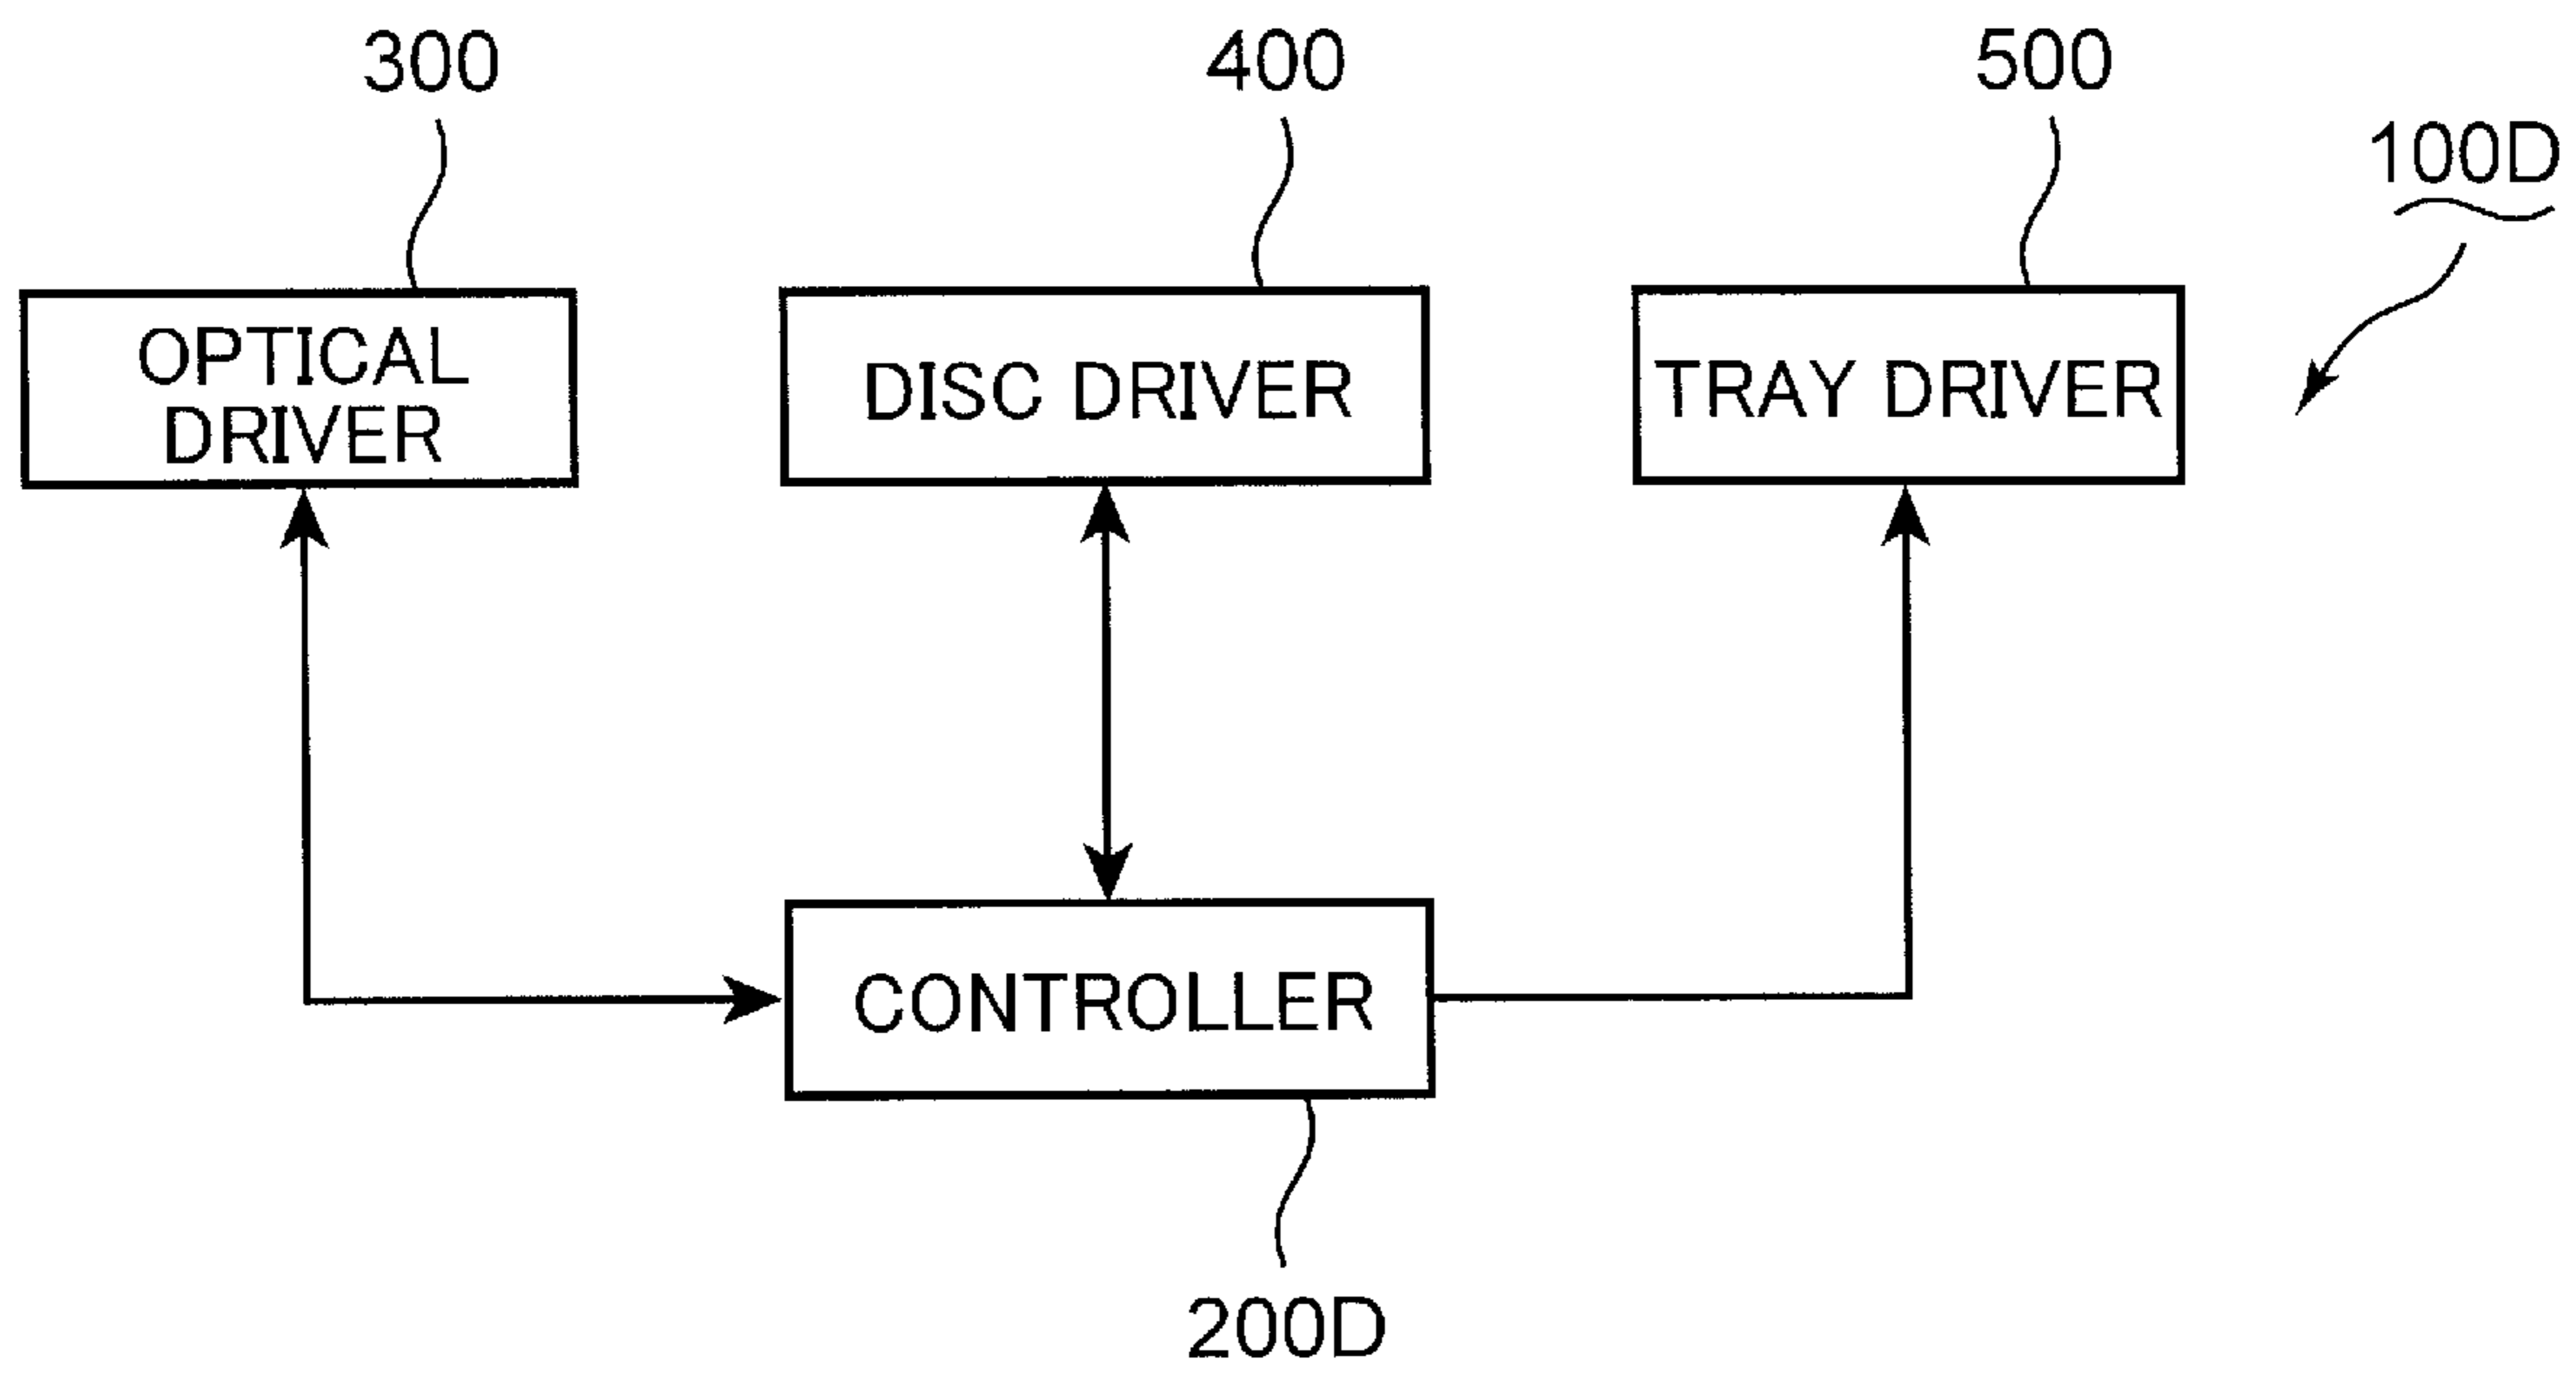 300
400
500
100D
OPTICAL
DRIVER
DISC DRIVER
TRAY DRIVER
CONTROLLER
200D